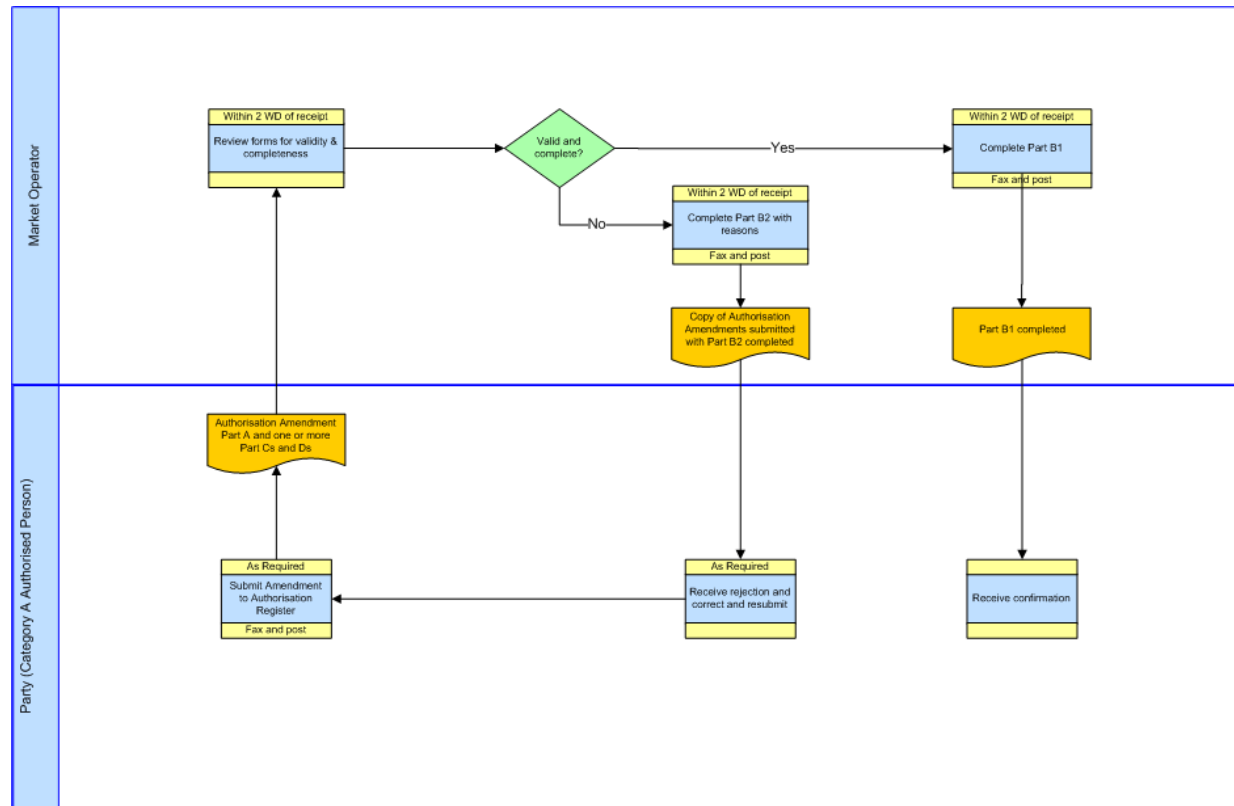 Market Operator
Within 2 WD of receipt
Review forms for validity &
completeness
Valid and
complete?
Yes
No
Within 2 WD of receipt
Complete Part B2 with
reasons
Fax and post
Within 2 WD of receipt
Complete Part B1
Fax and post
Copy of Authorisation
Amendments submitted
with Part B2 completed
Part B1 completed
Party (Category A Authorised Person)
Authorisation Amendment
Part A and one or more
Part Cs and Ds
As Required
Submit Amendment
to Authorisation
Register
Fax and post
As Required
Receive rejection and
correct and resubmit
Receive confirmation